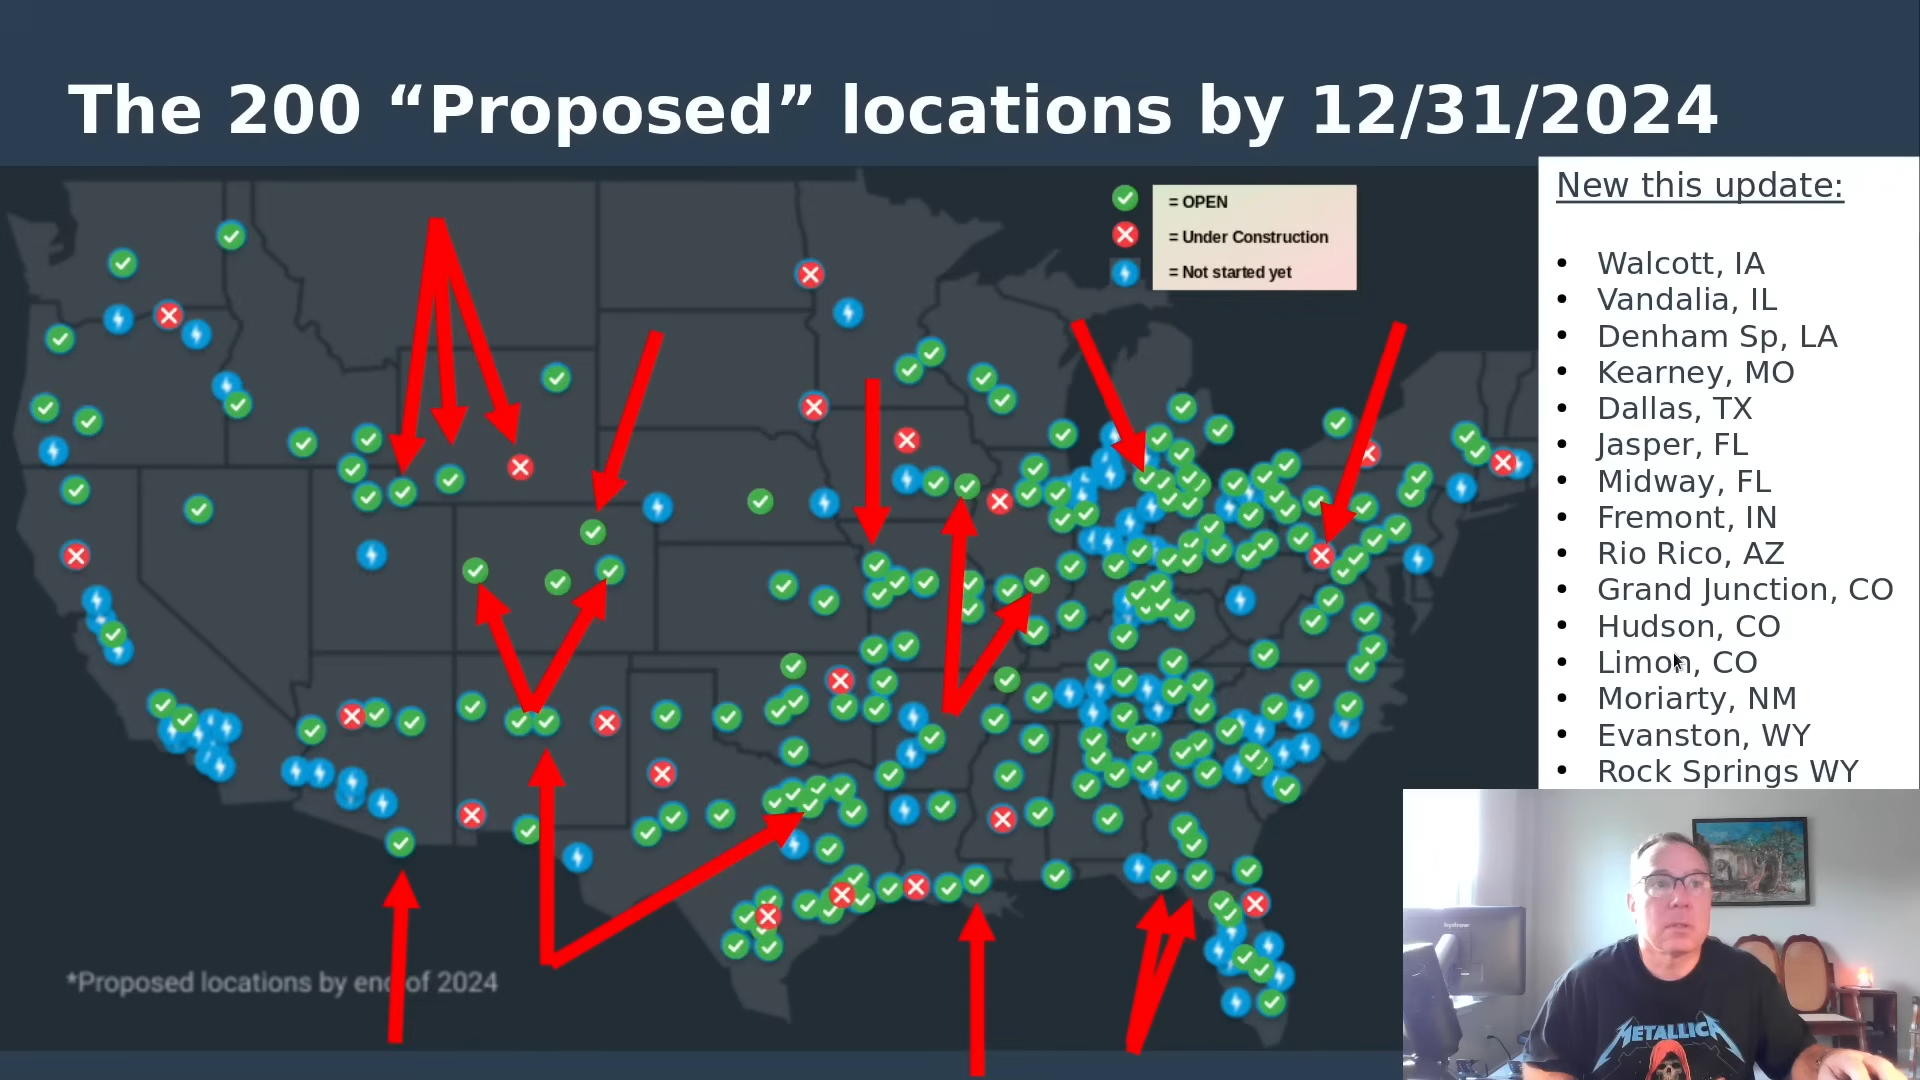 The 200 “Proposed” locations by 12/31/2024
= OPEN
= Under Construction
= Not started yet
*Proposed locations by end of 2024
New this update:
• Walcott, IA
• Vandalia, IL
• Denham Sp, LA
• Kearney, MO
• Dallas, TX
• Jasper, FL
• Midway, FL
• Fremont, IN
• Rio Rico, AZ
• Grand Junction, CO
• Hudson, CO
• Limon, CO
• Moriarty, NM
• Evanston, WY
• Rock Springs WY
METALLICA